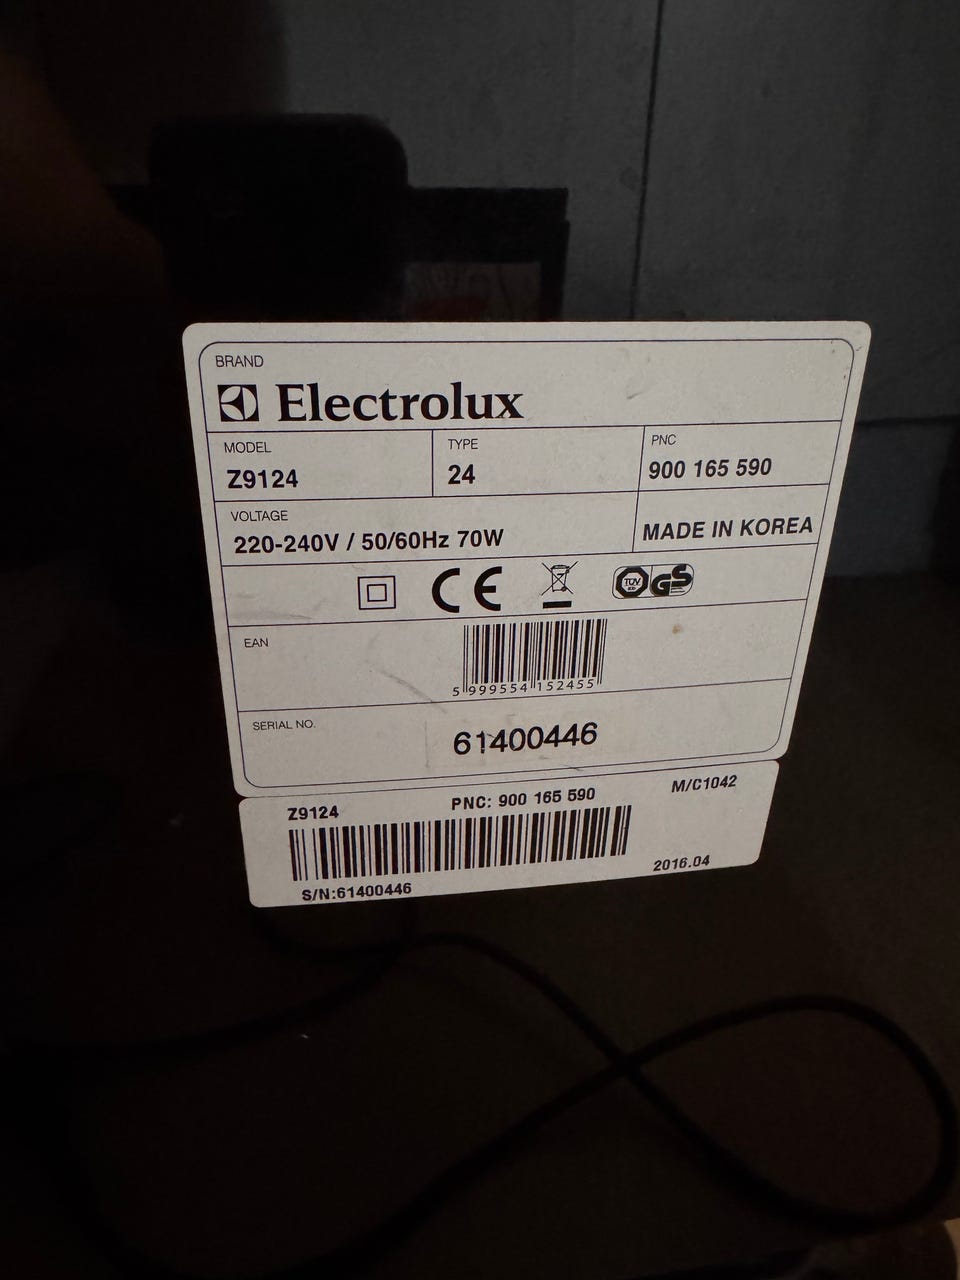 BRAND
Electrolux
MODEL
Z9124
TYPE
24
PNC
900 165 590
VOLTAGE
220-240V / 50/60Hz 70W
MADE IN KOREA
CE
TÜV
GS
EAN
5 999554 152455
SERIAL NO.
61400446
Z9124
PNC: 900 165 590
M/C1042
S/N:61400446
2016.04